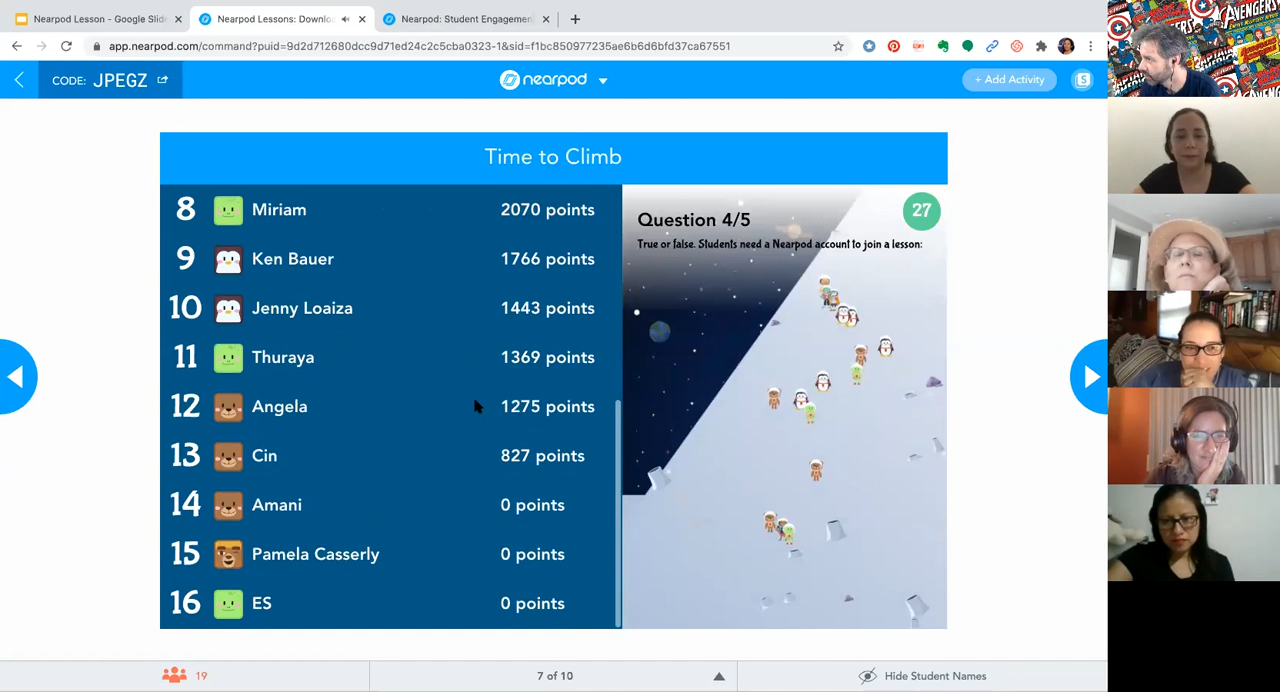 Nearpod Lesson - Google Slid
Nearpod Lessons: Downlo
Nearpod: Student Engagemen
app.nearpod.com/command?puid=9d2d712680dcc9d71ed24c2c5cba0323-1&sid=f1bc850977235ae6b6d6bfd37ca67551
CODE: JPEGZ
nearpod
+ Add Activity
S
Time to Climb
8 Miriam 2070 points
9 Ken Bauer 1766 points
10 Jenny Loaiza 1443 points
11 Thuraya 1369 points
12 Angela 1275 points
13 Cin 827 points
14 Amani 0 points
15 Pamela Casserly 0 points
16 ES 0 points
Question 4/5
27
True or false. Students need a Nearpod account to join a lesson:
19
7 of 10
Hide Student Names
AVENGERS
CAPTAIN AMERICA